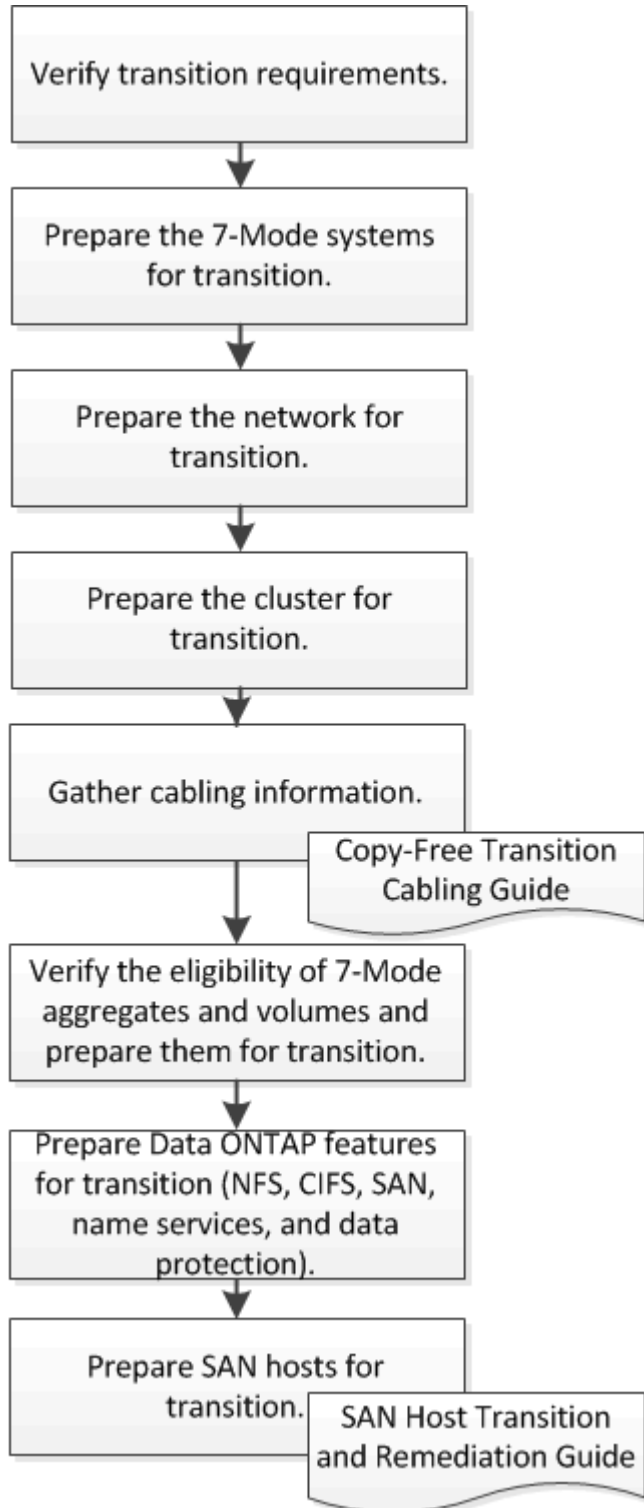 Verify transition requirements.
Prepare the 7-Mode systems
for transition.
Prepare the network for
transition.
Prepare the cluster for
transition.
Gather cabling information.
Copy-Free Transition
Cabling Guide
Verify the eligibility of 7-Mode
aggregates and volumes and
prepare them for transition.
Prepare Data ONTAP features
for transition (NFS, CIFS, SAN,
name services, and data
protection).
Prepare SAN hosts for
transition.
SAN Host Transition
and Remediation Guide